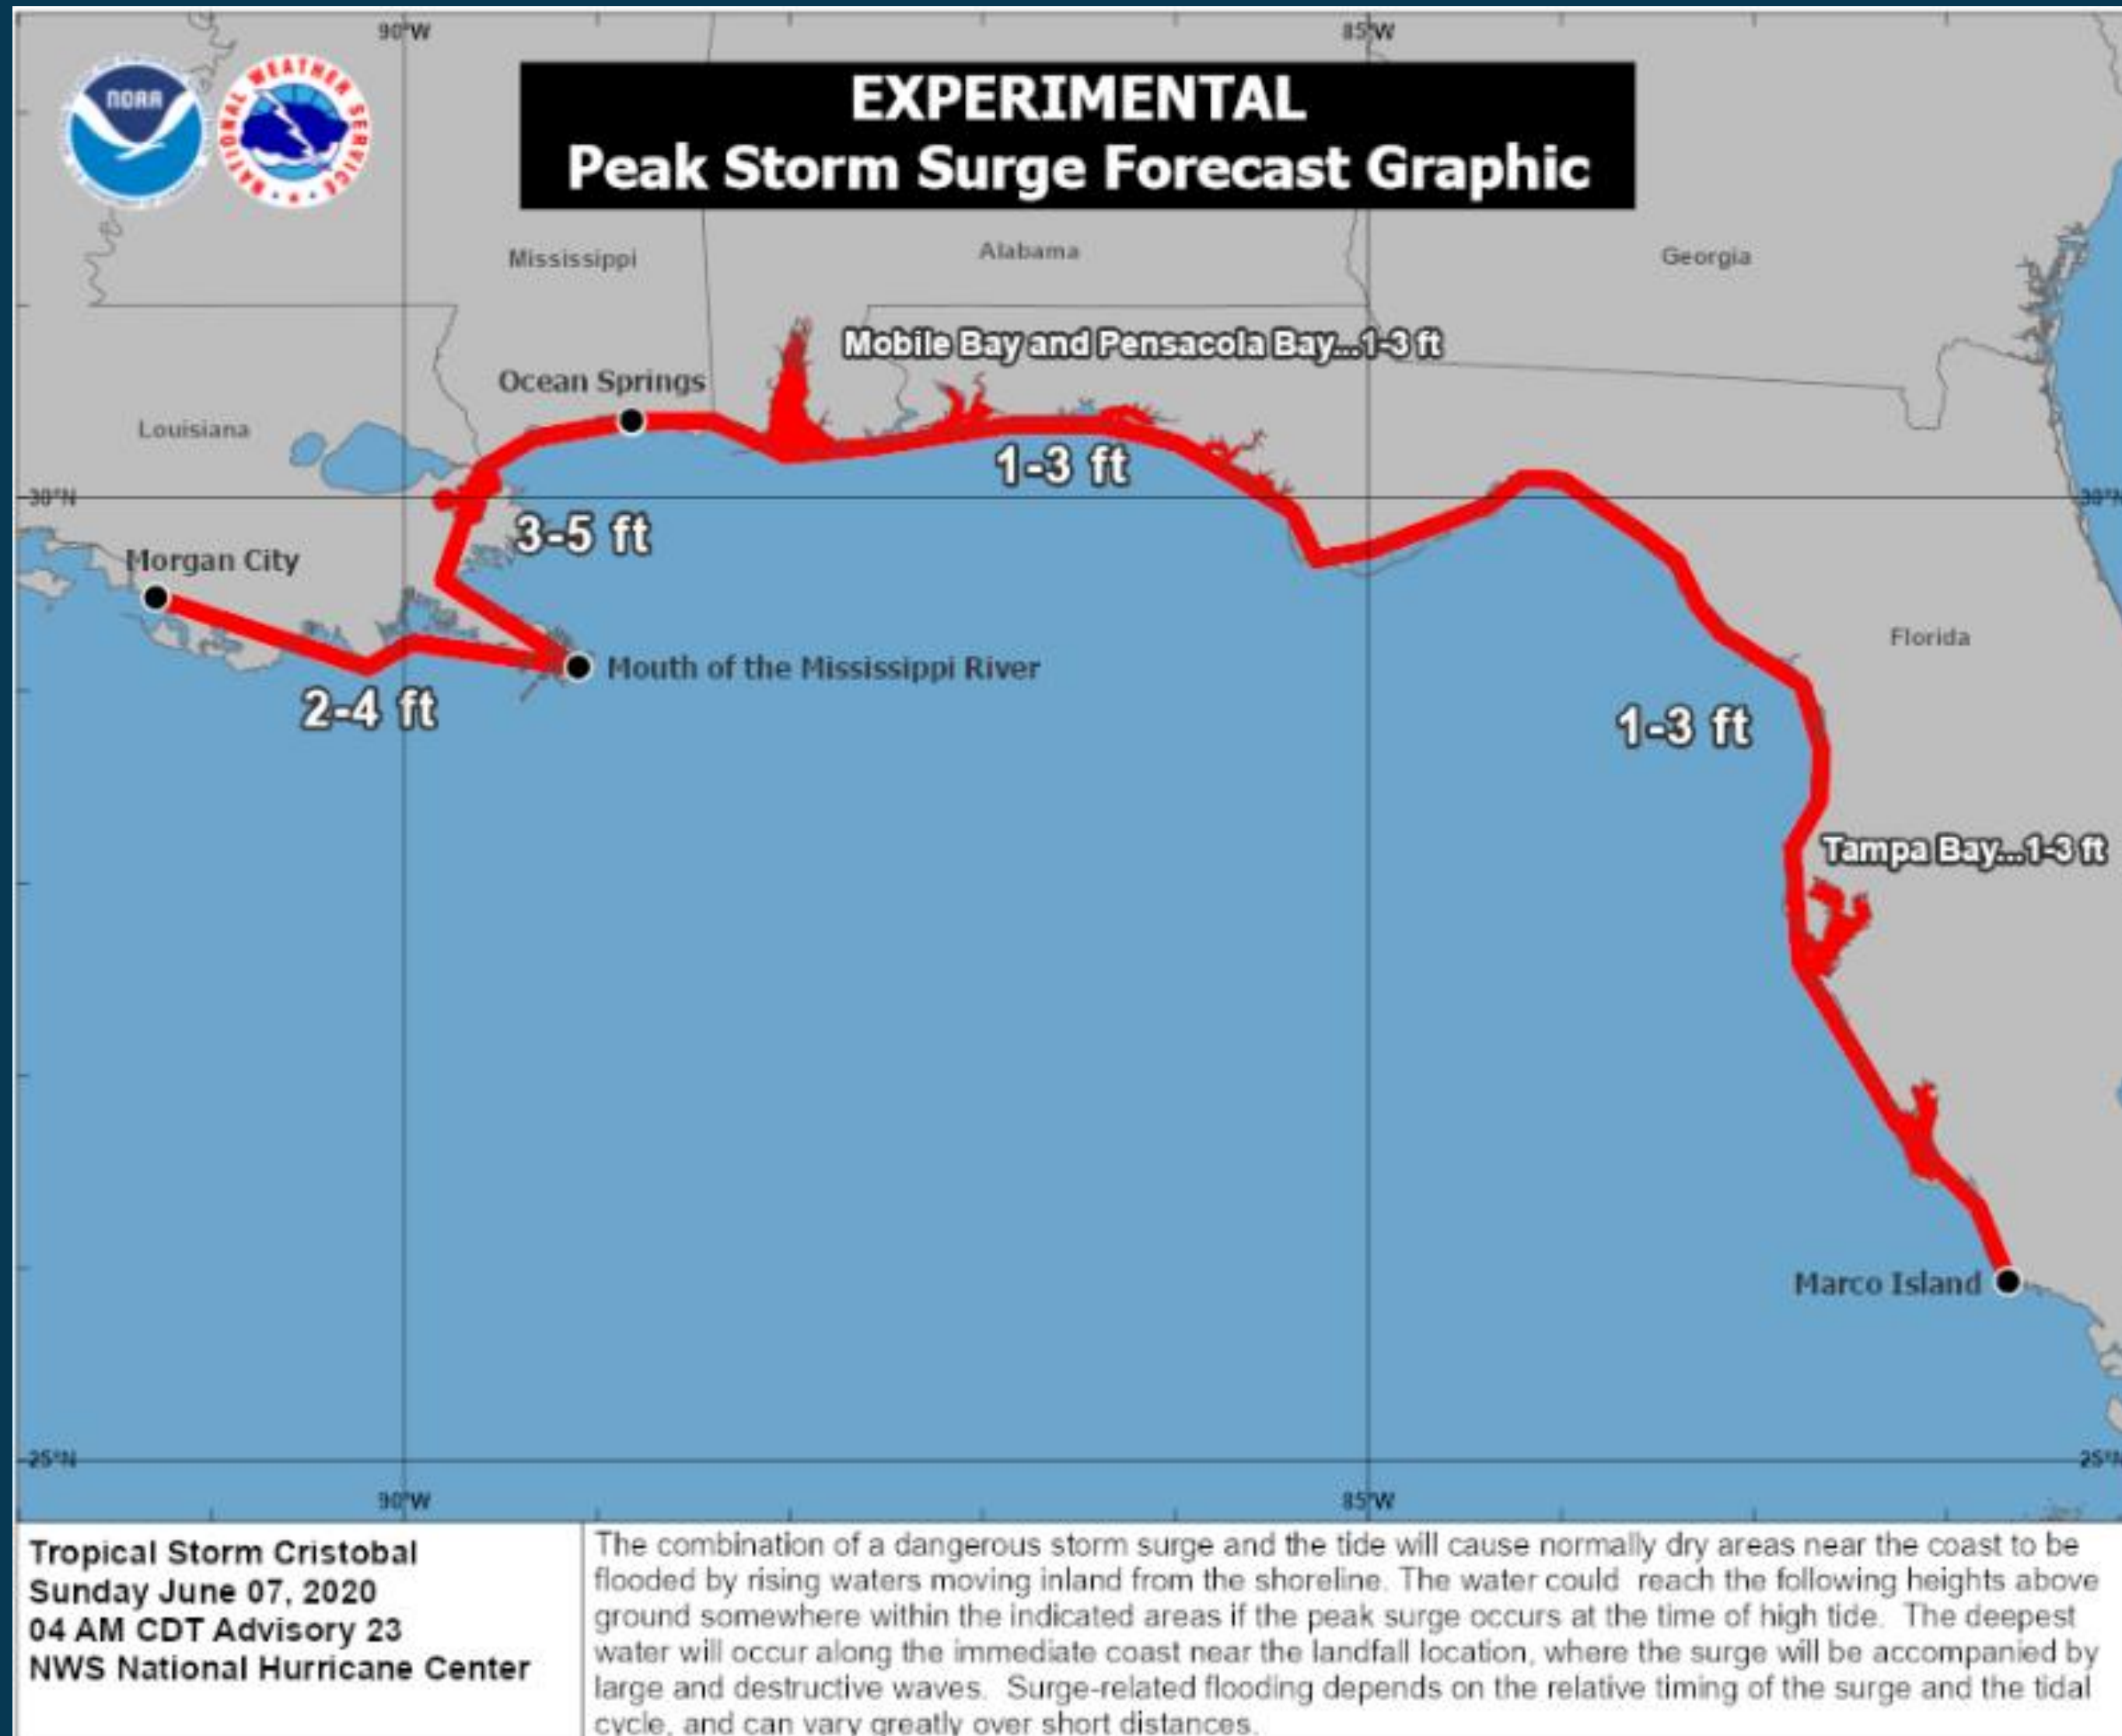 90°W
85°W
NOAA
NATIONAL WEATHER SERVICE
EXPERIMENTAL
Peak Storm Surge Forecast Graphic
Mississippi
Alabama
Georgia
Mobile Bay and Pensacola Bay...1-3 ft
Ocean Springs
Louisiana
1-3 ft
30°N
30°N
3-5 ft
Morgan City
Florida
Mouth of the Mississippi River
2-4 ft
1-3 ft
Tampa Bay...1-3 ft
Marco Island
25°N
25°N
90°W
85°W
Tropical Storm Cristobal
Sunday June 07, 2020
04 AM CDT Advisory 23
NWS National Hurricane Center
The combination of a dangerous storm surge and the tide will cause normally dry areas near the coast to be
flooded by rising waters moving inland from the shoreline. The water could  reach the following heights above
ground somewhere within the indicated areas if the peak surge occurs at the time of high tide.  The deepest
water will occur along the immediate coast near the landfall location, where the surge will be accompanied by
large and destructive waves.  Surge-related flooding depends on the relative timing of the surge and the tidal
cycle, and can vary greatly over short distances.